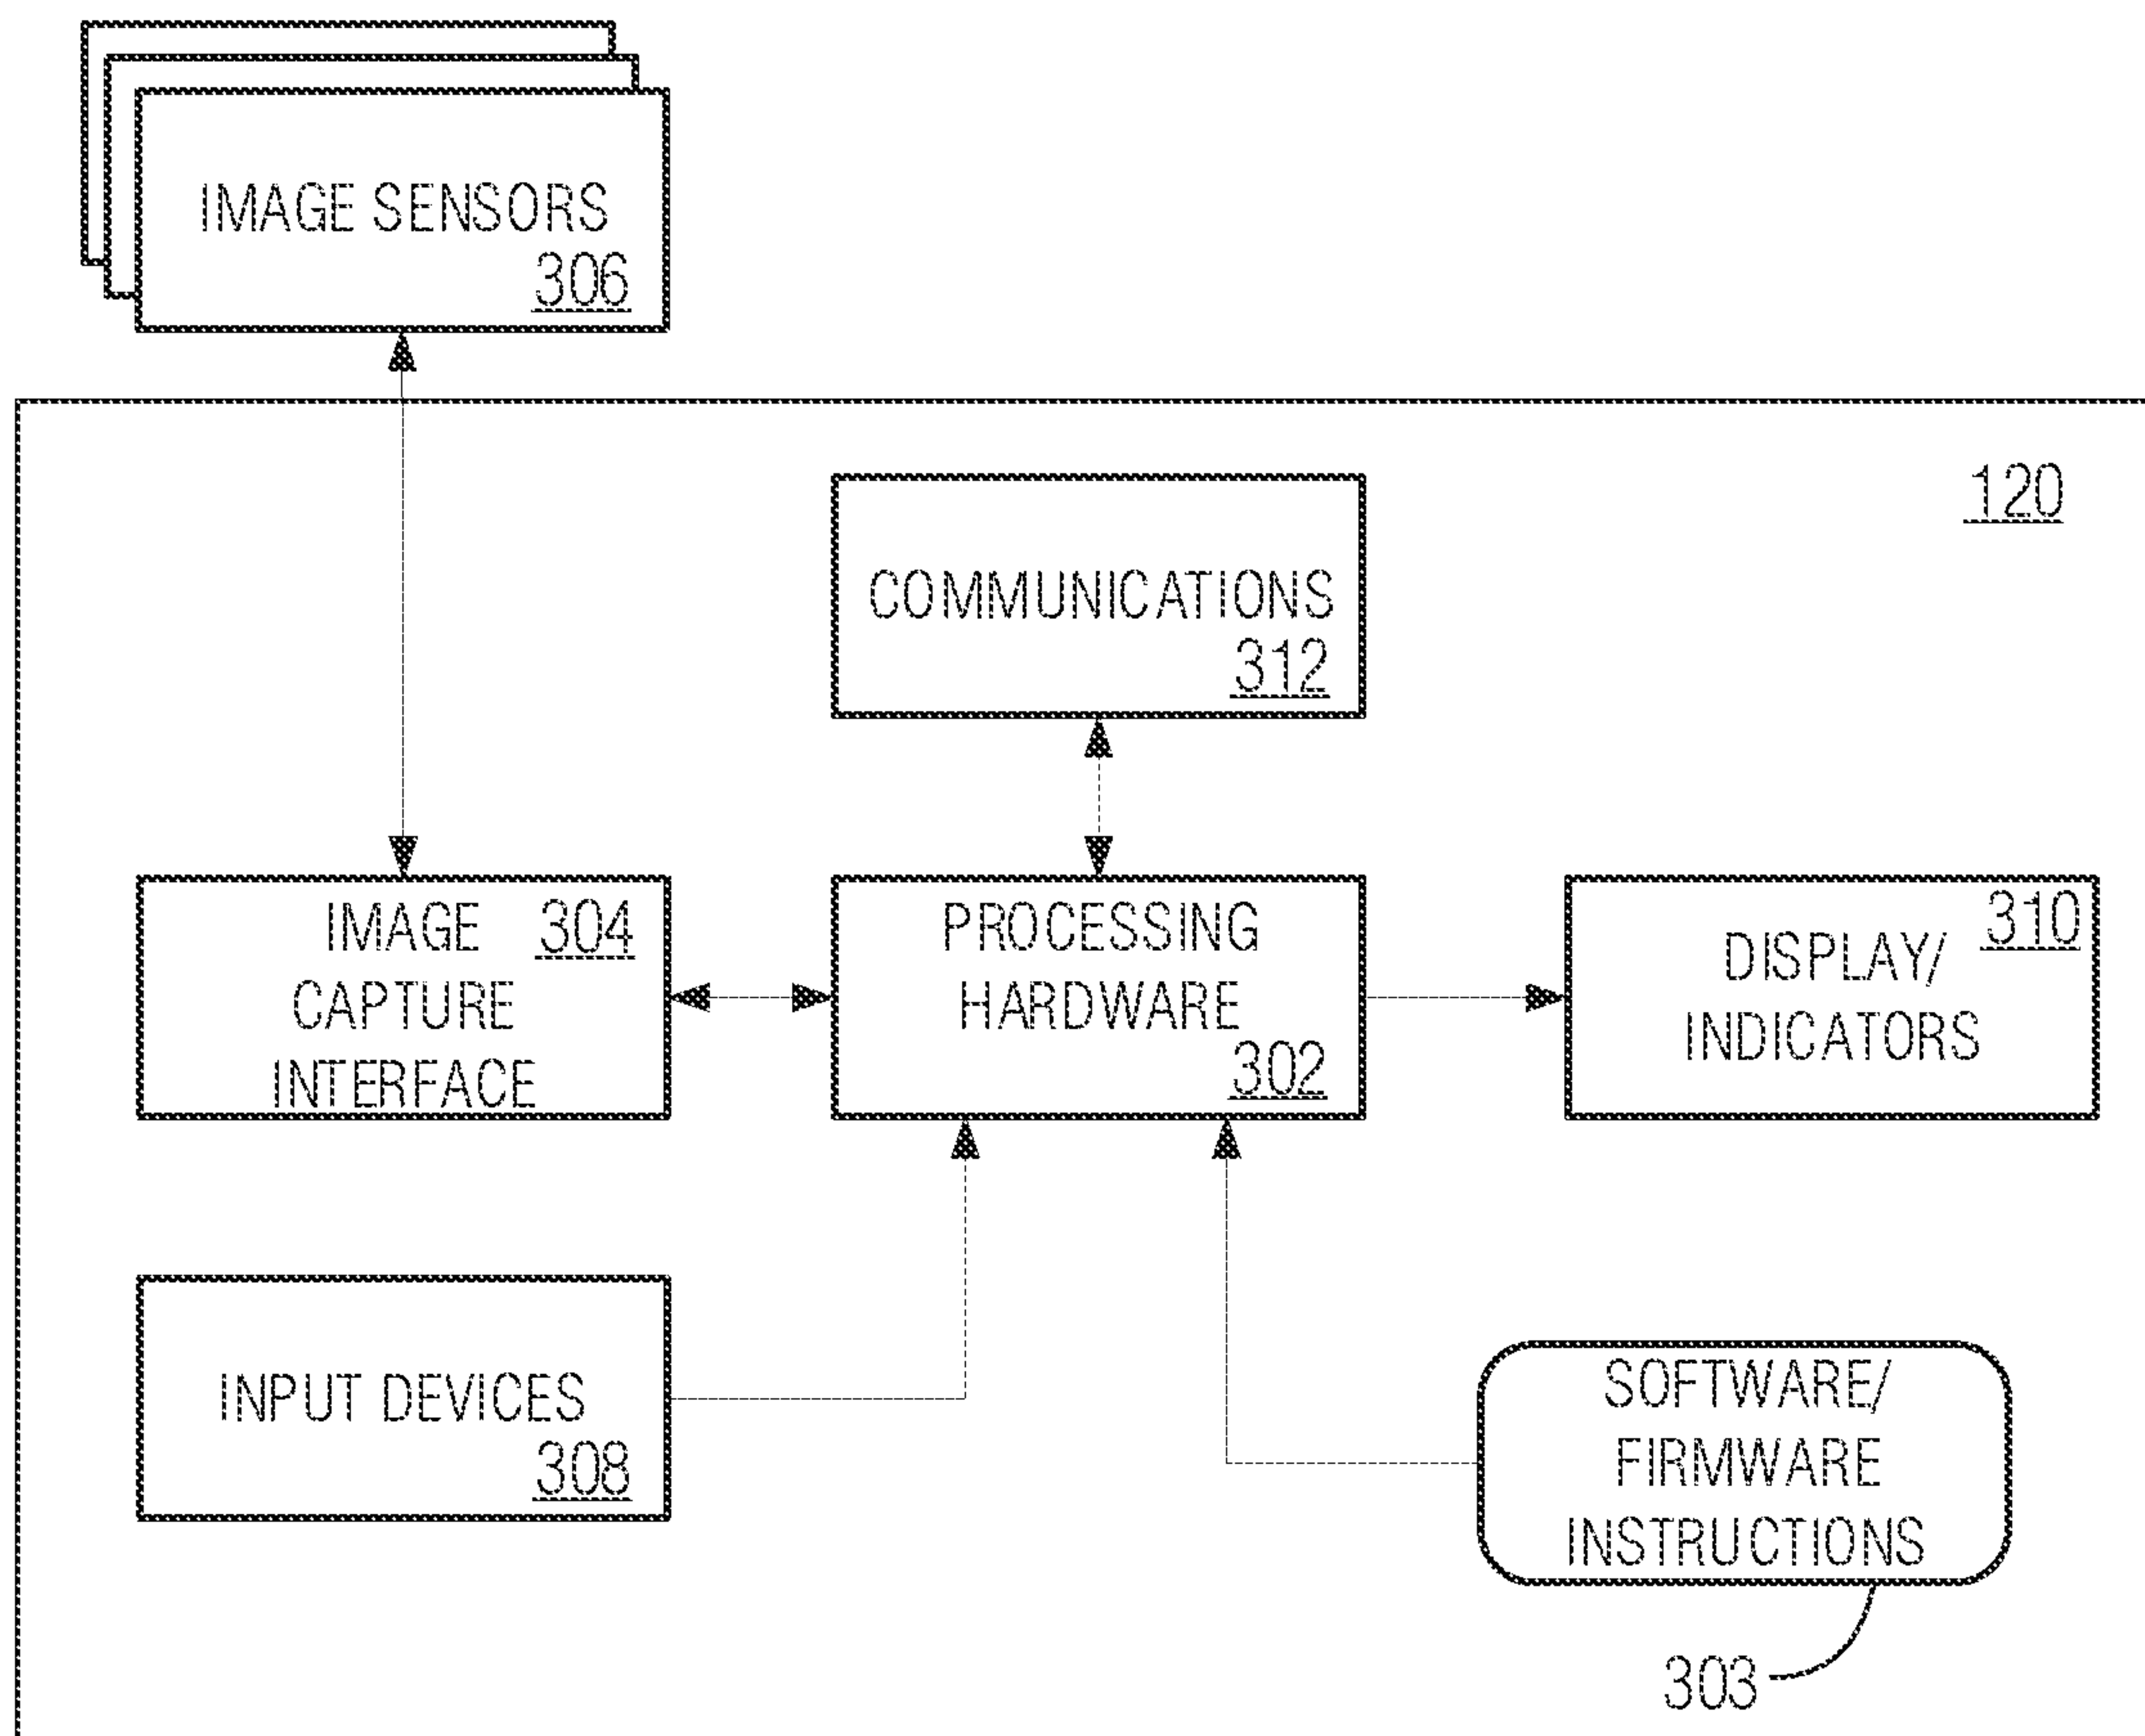 IMAGE SENSORS
306
120
COMMUNICATIONS
312
IMAGE 304
CAPTURE
INTERFACE
PROCESSING
HARDWARE
302
310
DISPLAY/
INDICATORS
INPUT DEVICES
308
SOFTWARE/
FIRMWARE
INSTRUCTIONS
303